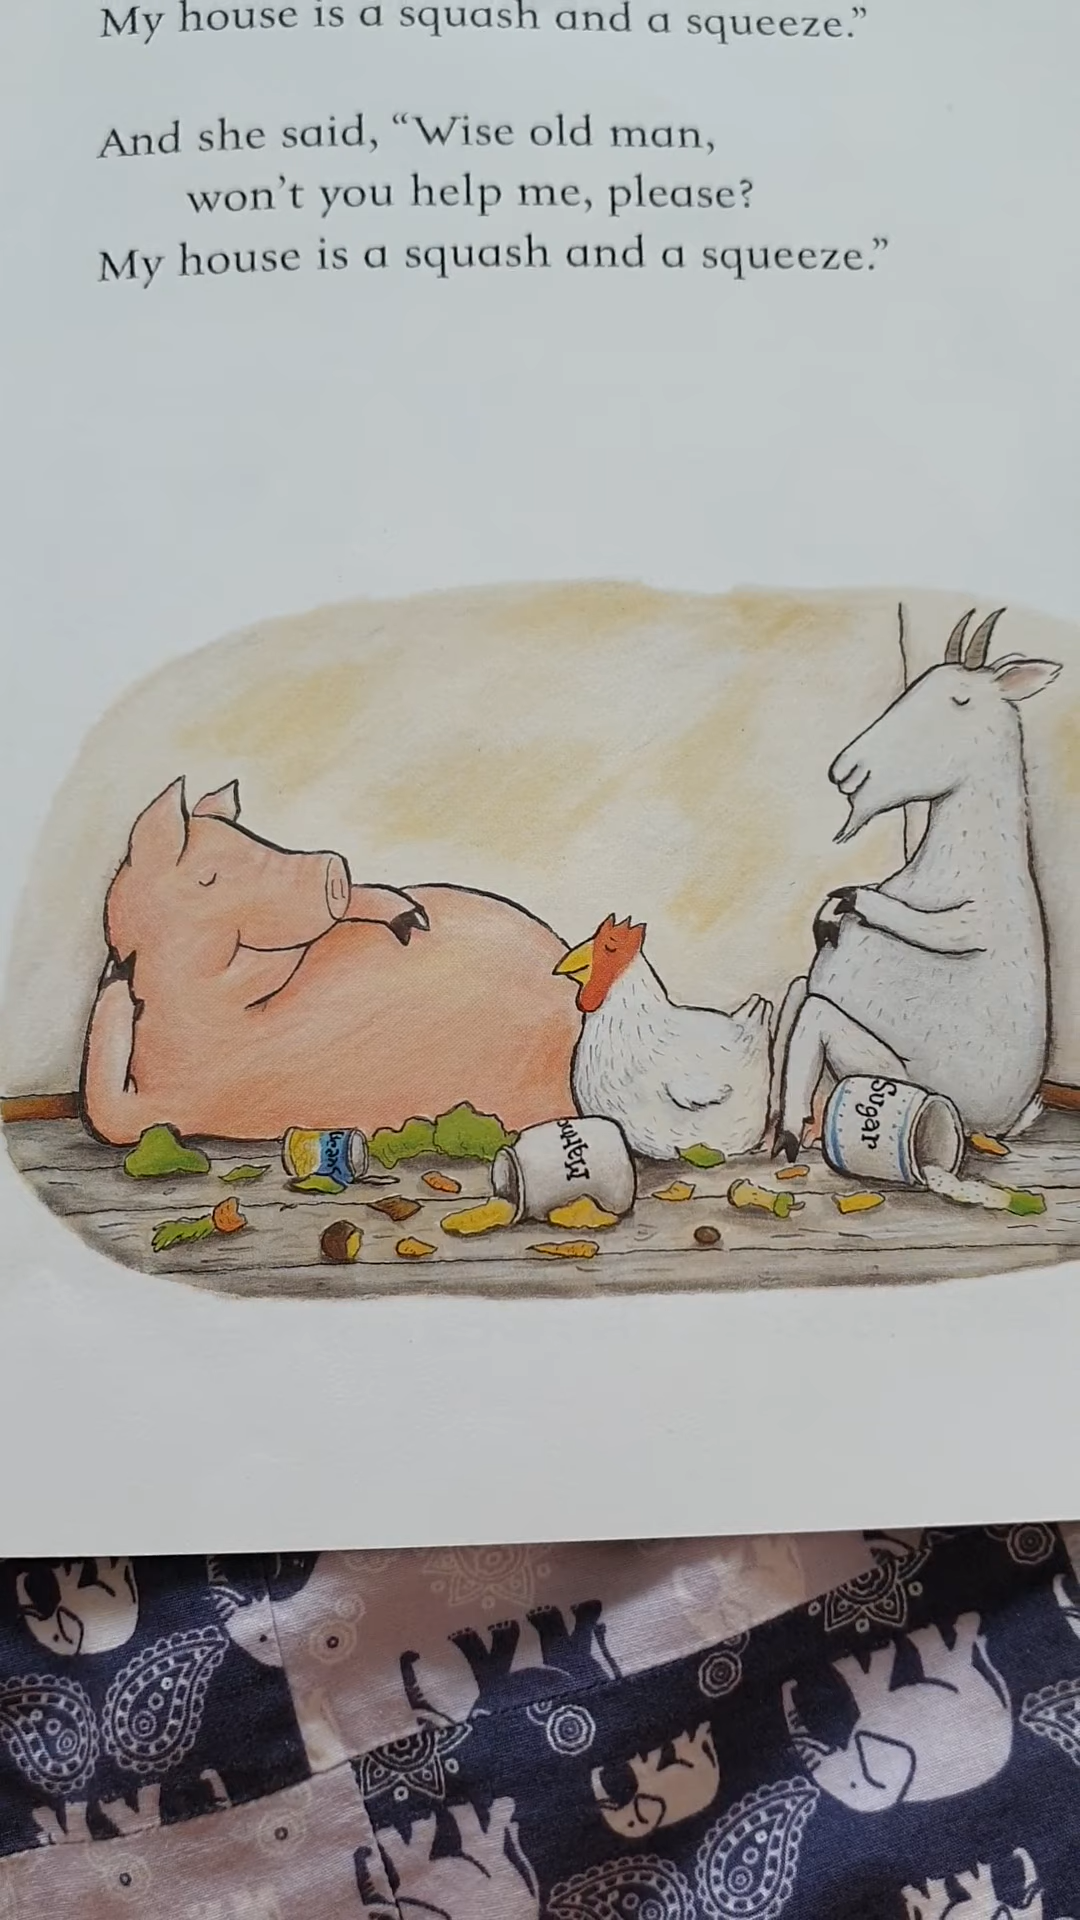 My house is a squash and a squeeze.”
And she said, “Wise old man,
won’t you help me, please?
My house is a squash and a squeeze.”
Beans
Sugar